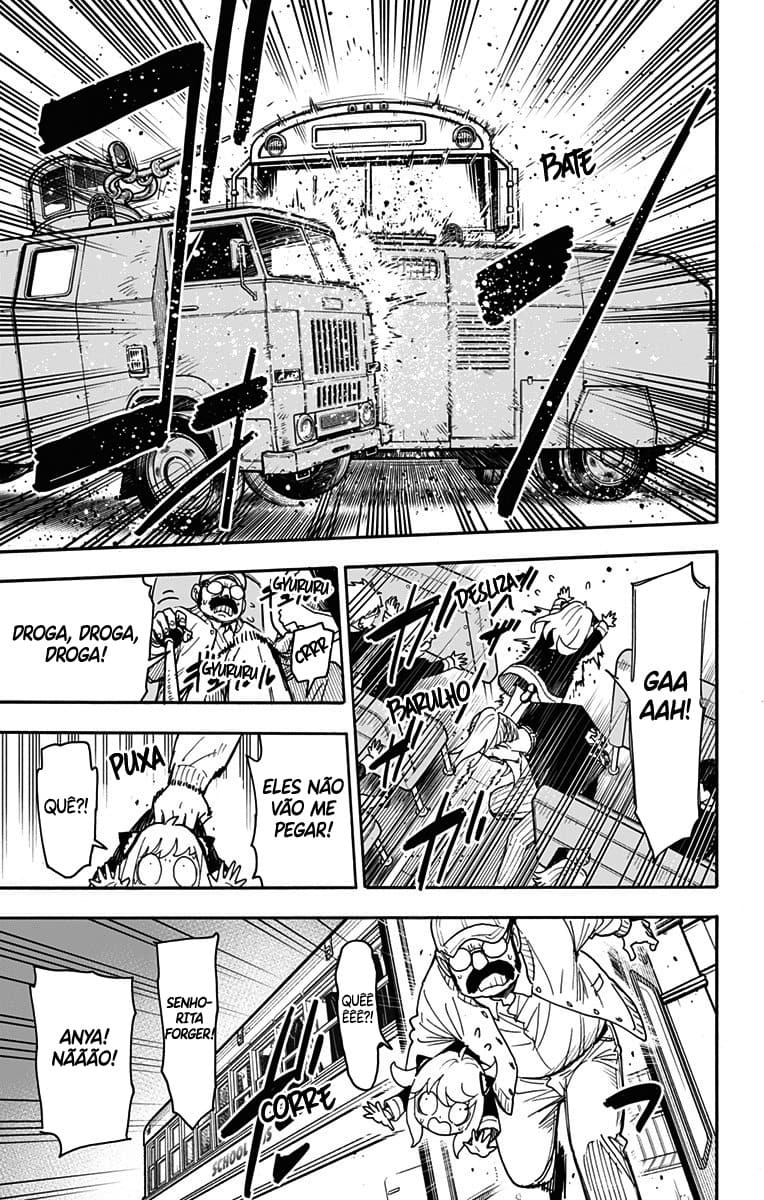 BATE
GAA
AAH!
DESLIZA
BARULHO
GYURURU
CRRR
GYURURU
DROGA, DROGA,
DROGA!
ELES NÃO
VÃO ME
PEGAR!
PUXA
QUÊ?!
QUÊÊ
ÊÊÊ?!
CORRE
SENHO-
RITA
FORGER!
ANYA!
NÃÃÃO!